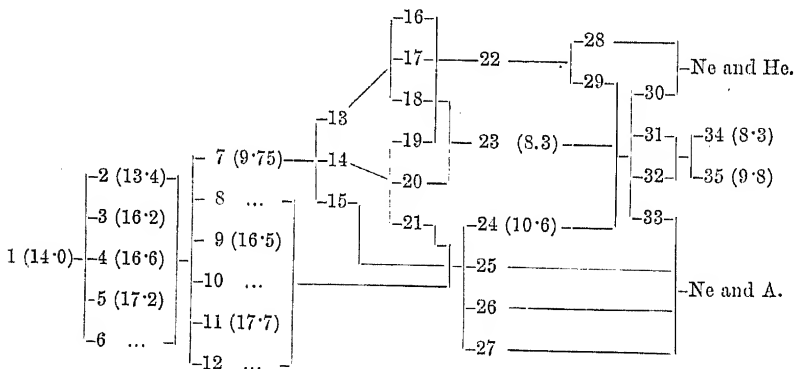 16
17 22 28
29 Ne and He.
18 30
13
19 23 (8.3) 31 34 (8·3)
7 (9·75) 14
2 (13·4) 20 32 35 (9·8)
8 ... 15
3 (16·2) 21 24 (10·6) 33
9 (16·5)
1 (14·0) 4 (16·6) 25
10 ... Ne and A.
5 (17·2) 26
11 (17·7)
6 ... 27
12 ...